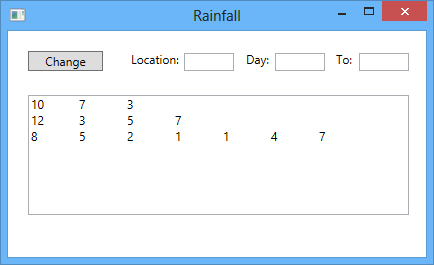 Rainfall
Change Location: Day: To:
10 7 3
12 3 5 7
8 5 2 1 1 4 7